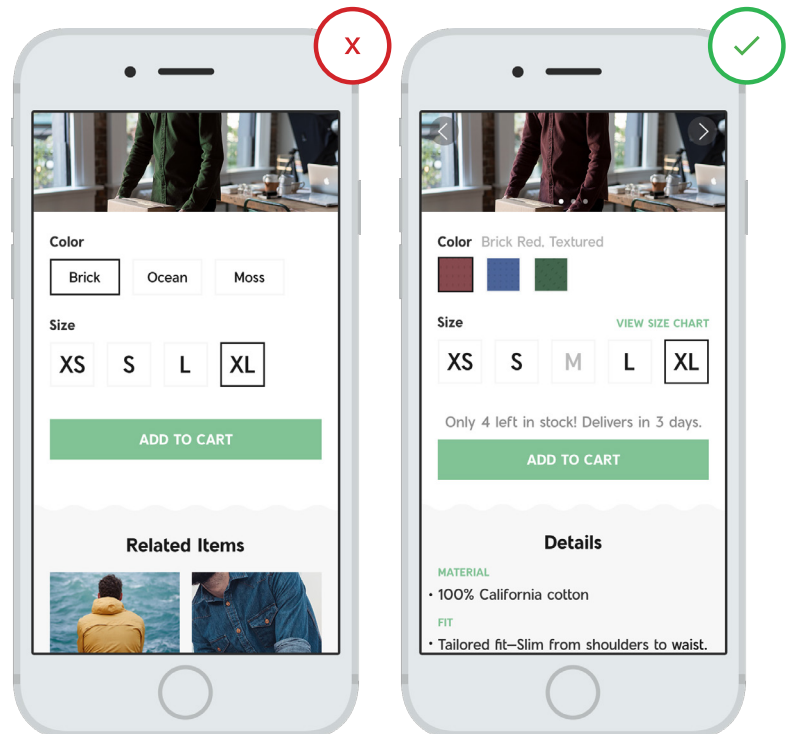 X
Color
Brick Ocean Moss
Size
XS S L XL
ADD TO CART
Related Items
Color Brick Red, Textured
Size VIEW SIZE CHART
XS S M L XL
Only 4 left in stock! Delivers in 3 days.
ADD TO CART
Details
MATERIAL
• 100% California cotton
FIT
• Tailored fit–Slim from shoulders to waist.